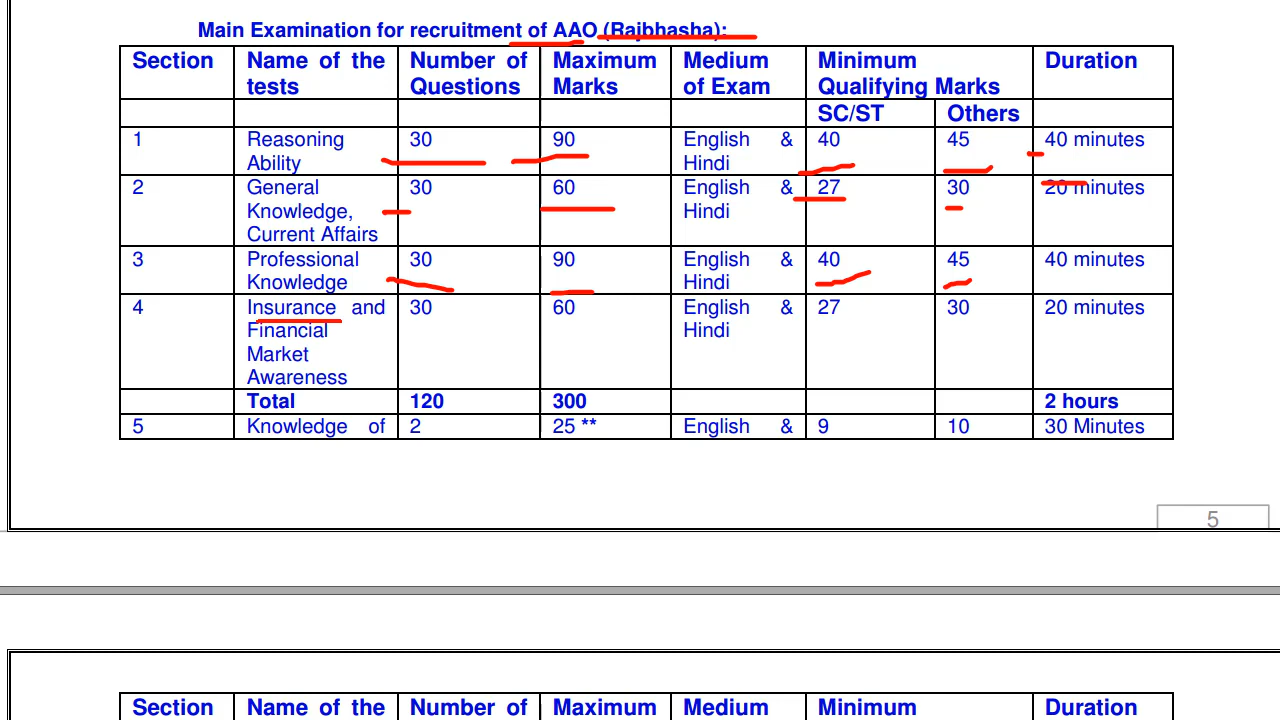 Main Examination for recruitment of AAO (Rajbhasha):
Section Name of the tests Number of Questions Maximum Marks Medium of Exam Minimum Qualifying Marks Duration
SC/ST Others
1 Reasoning Ability 30 90 English & Hindi 40 45 40 minutes
2 General Knowledge, Current Affairs 30 60 English & Hindi 27 30 20 minutes
3 Professional Knowledge 30 90 English & Hindi 40 45 40 minutes
4 Insurance and Financial Market Awareness 30 60 English & Hindi 27 30 20 minutes
Total 120 300 2 hours
5 Knowledge of 2 25 ** English & 9 10 30 Minutes
5
Section Name of the Number of Maximum Medium Minimum Duration